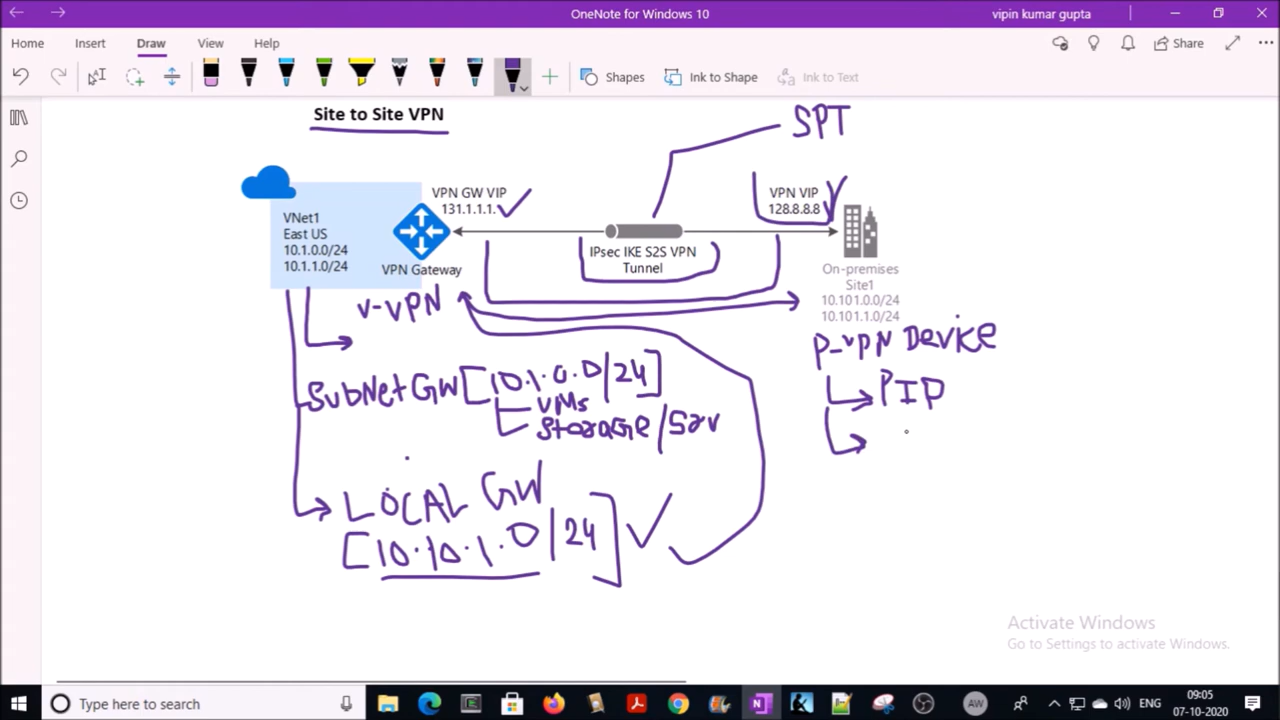 OneNote for Windows 10
vipin kumar gupta
Home
Insert
Draw
View
Help
Share
Shapes
Ink to Shape
Ink to Text
Site to Site VPN
SPT
VPN GW VIP
131.1.1.1.
VPN VIP
128.8.8.8
VNet1
East US
10.1.0.0/24
10.1.1.0/24
VPN Gateway
IPsec IKE S2S VPN
Tunnel
On-premises
Site1
10.101.0.0/24
10.101.1.0/24
V-VPN
P-VPN Device
PIP
SubNet GW [10.1.0.0/24]
VMs
Storage/Sav
LOCAL GW
[10.10.1.0/24]
Activate Windows
Go to Settings to activate Windows.
Type here to search
AW
ENG
09:05
07-10-2020